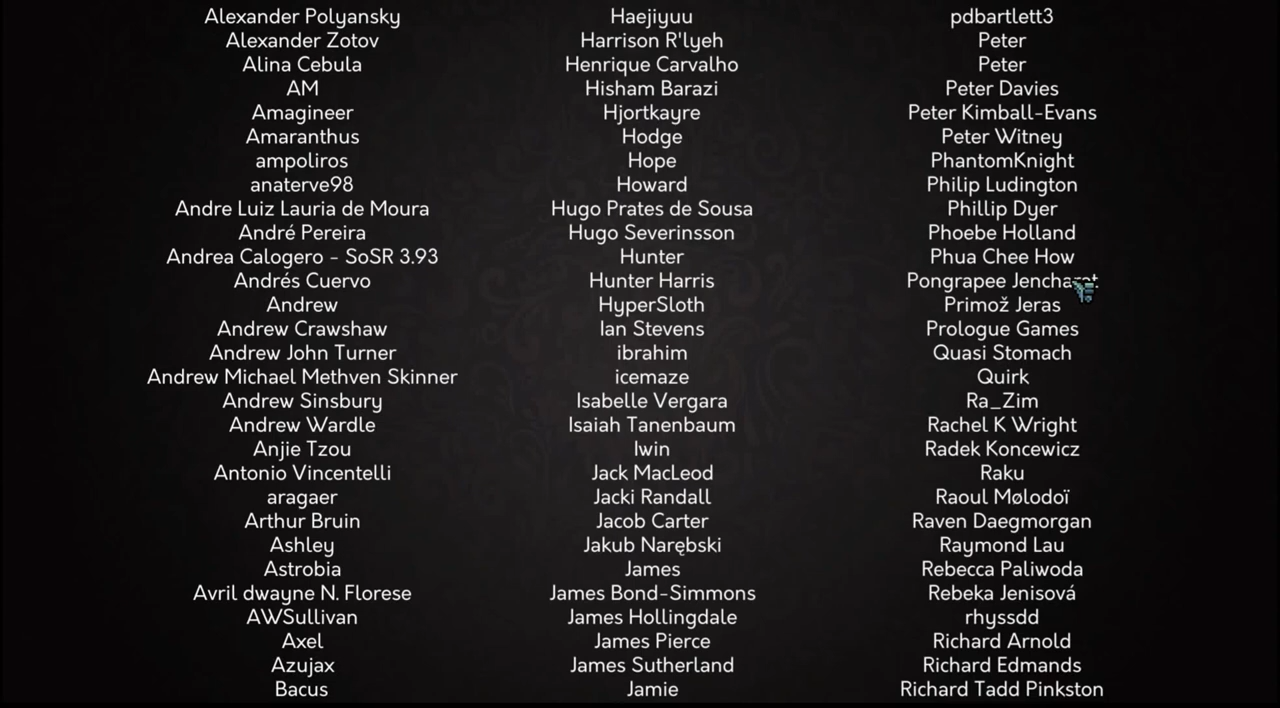 Alexander Polyansky
Alexander Zotov
Alina Cebula
AM
Amagineer
Amaranthus
ampoliros
anaterve98
Andre Luiz Lauria de Moura
André Pereira
Andrea Calogero - SoSR 3.93
Andrés Cuervo
Andrew
Andrew Crawshaw
Andrew John Turner
Andrew Michael Methven Skinner
Andrew Sinsbury
Andrew Wardle
Anjie Tzou
Antonio Vincentelli
aragaer
Arthur Bruin
Ashley
Astrobia
Avril dwayne N. Florese
AWSullivan
Axel
Azujax
Bacus
Haejiyuu
Harrison R'lyeh
Henrique Carvalho
Hisham Barazi
Hjortkayre
Hodge
Hope
Howard
Hugo Prates de Sousa
Hugo Severinsson
Hunter
Hunter Harris
HyperSloth
Ian Stevens
ibrahim
icemaze
Isabelle Vergara
Isaiah Tanenbaum
Iwin
Jack MacLeod
Jacki Randall
Jacob Carter
Jakub Narębski
James
James Bond-Simmons
James Hollingdale
James Pierce
James Sutherland
Jamie
pdbartlett3
Peter
Peter
Peter Davies
Peter Kimball-Evans
Peter Witney
PhantomKnight
Philip Ludington
Phillip Dyer
Phoebe Holland
Phua Chee How
Pongrapee
Primož Jeras
Prologue Games
Quasi Stomach
Quirk
Ra_Zim
Rachel K Wright
Radek Koncewicz
Raku
Raoul Mølodoï
Raven Daegmorgan
Raymond Lau
Rebecca Paliwoda
Rebeka Jenisová
rhyssdd
Richard Arnold
Richard Edmands
Richard Tadd Pinkston